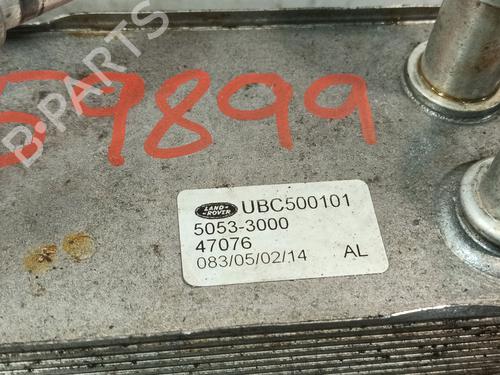 B-PARTS
59899
LAND-
ROVER
UBC500101
5053-3000
47076
083/05/02/14 AL